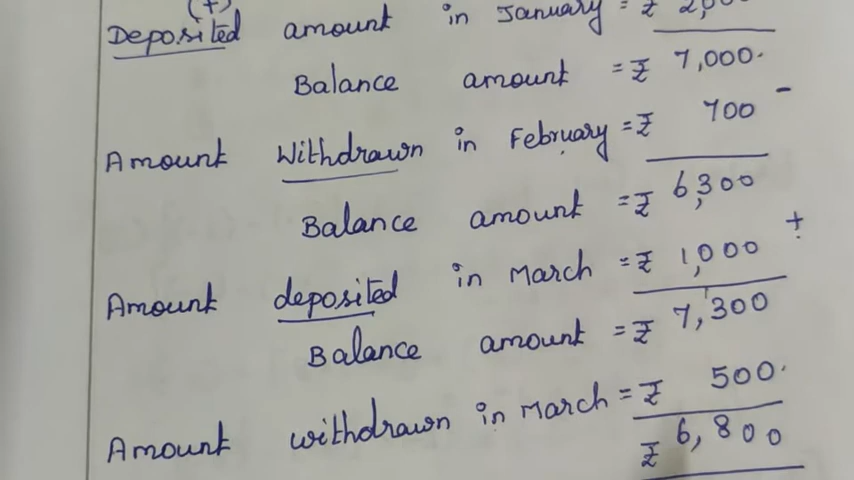 (+)
Deposited amount in January = ₹
Balance amount = ₹ 7,000.
Amount Withdrawn in February = ₹ 700 -
Balance amount = ₹ 6,300
Amount deposited in March = ₹ 1,000 +
Balance amount = ₹ 7,300
Amount withdrawn in March = ₹ 500.
₹ 6,800